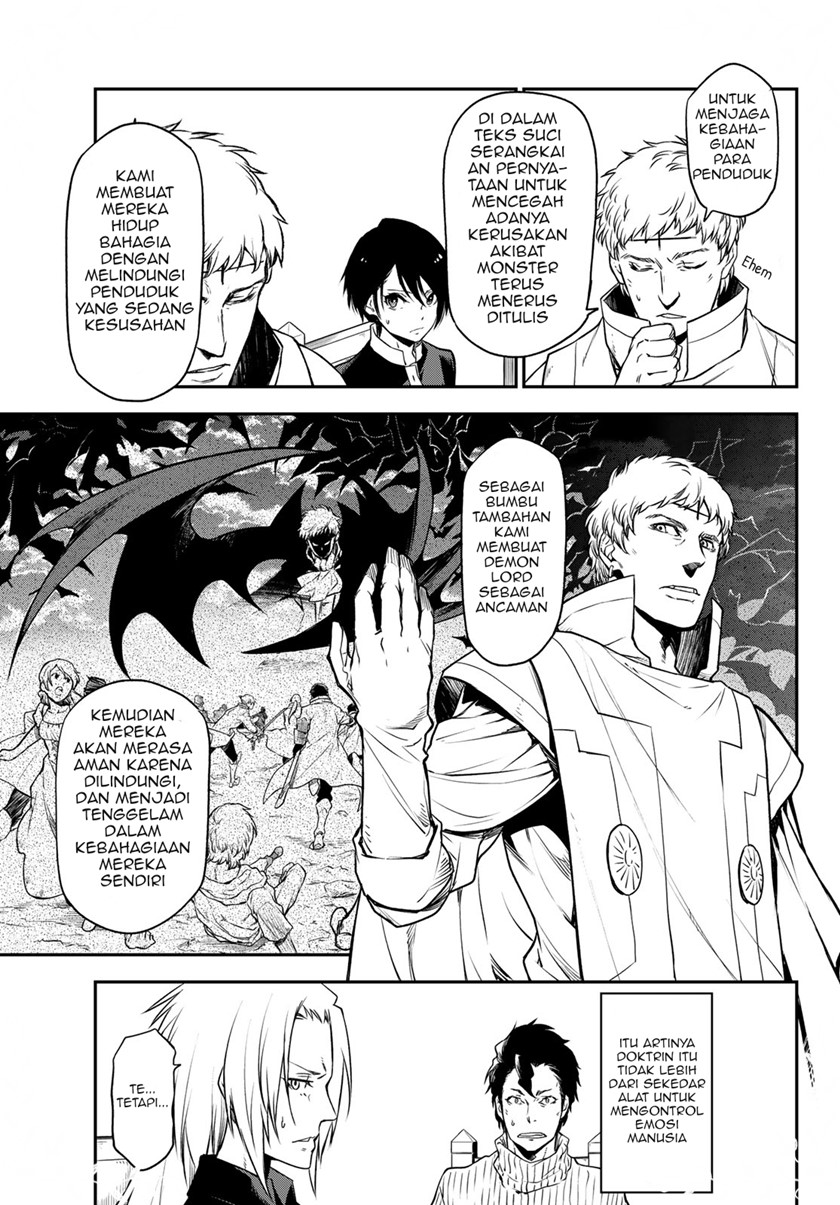 UNTUK
MENJAGA
KEBAHA-
GIAAN
PARA
PENDUDUK
Ehem
DI DALAM
TEKS SUCI
SERANGKAI
AN PERNYA-
TAAN UNTUK
MENCEGAH
ADANYA
KERUSAKAN
AKIBAT
MONSTER
TERUS
MENERUS
DITULIS
KAMI
MEMBUAT
MEREKA
HIDUP
BAHAGIA
DENGAN
MELINDUNGI
PENDUDUK
YANG SEDANG
KESUSAHAN
SEBAGAI
BUMBU
TAMBAHAN
KAMI
MEMBUAT
DEMON
LORD
SEBAGAI
ANCAMAN
KEMUDIAN
MEREKA
AKAN MERASA
AMAN KARENA
DILINDUNGI,
DAN MENJADI
TENGGELAM
DALAM
KEBAHAGIAAN
MEREKA
SENDIRI
ITU ARTINYA
DOKTRIN ITU
TIDAK LEBIH
DARI SEKEDAR
ALAT UNTUK
MENGONTROL
EMOSI
MANUSIA
TE...
TETAPI...